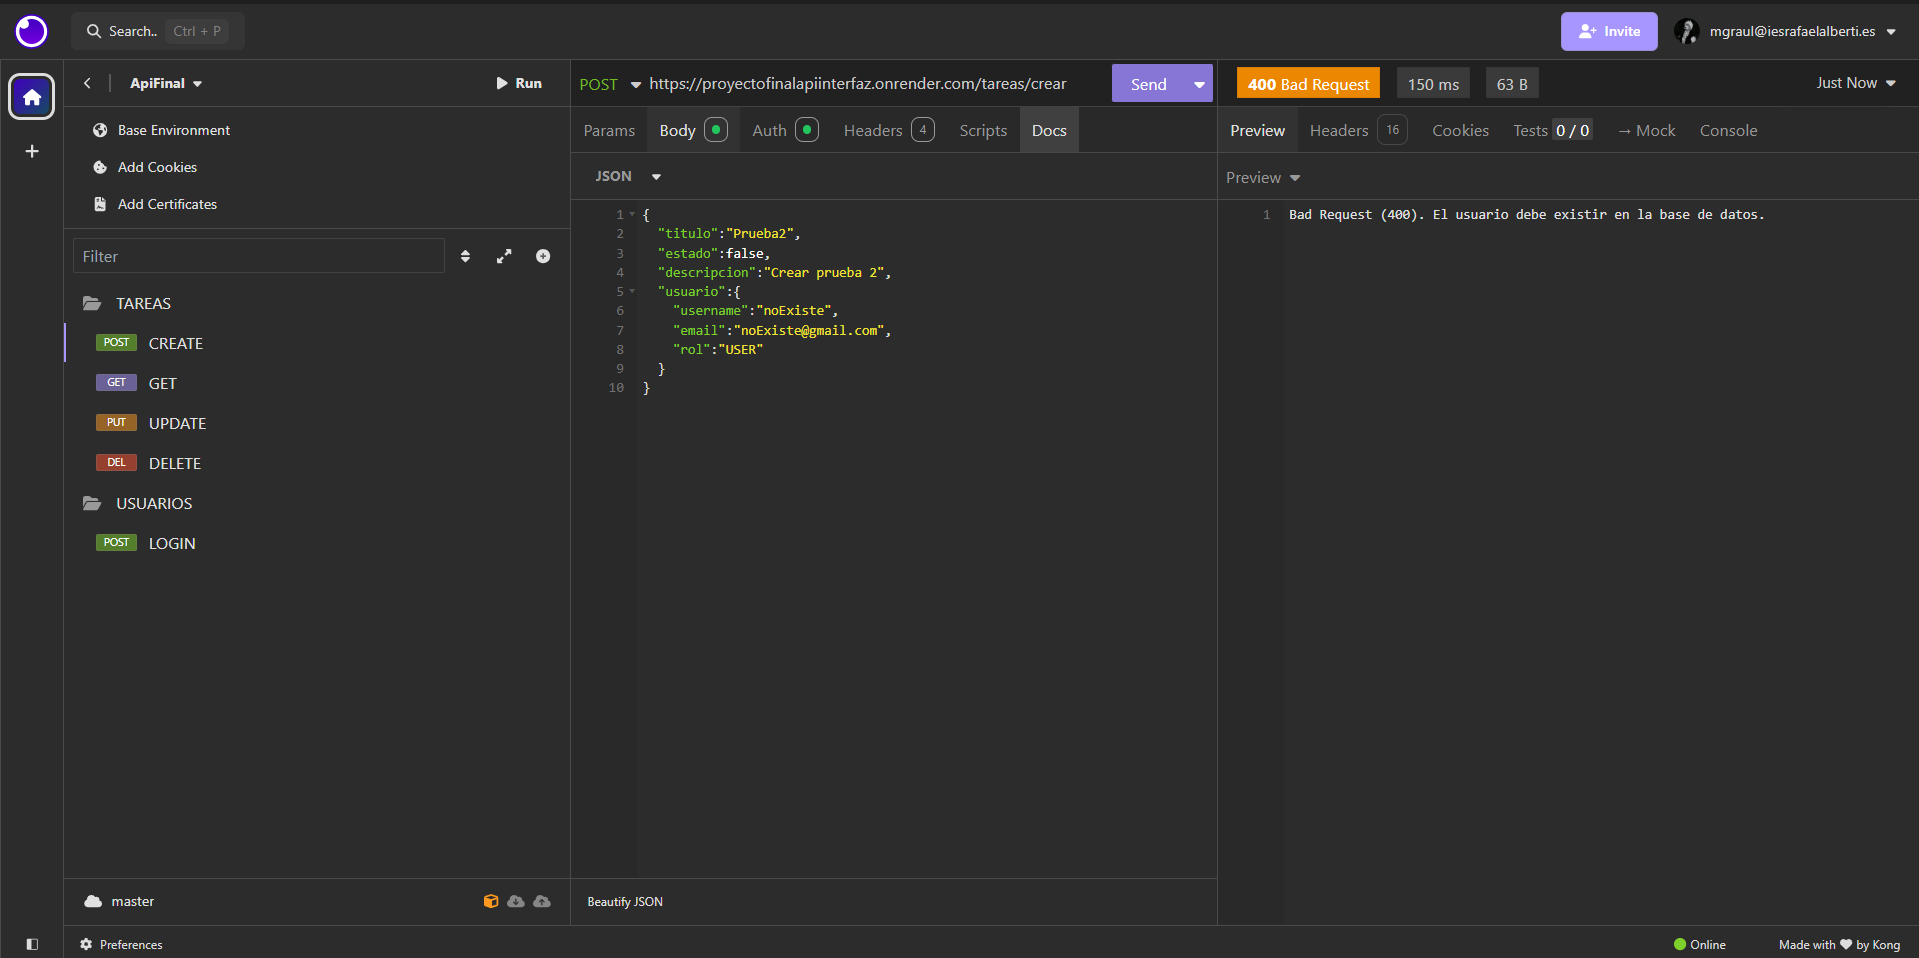 Search.. Ctrl + P
Invite
mgraul@iesrafaelalberti.es
ApiFinal
Run
Base Environment
Add Cookies
Add Certificates
Filter
TAREAS
POST CREATE
GET GET
PUT UPDATE
DEL DELETE
USUARIOS
POST LOGIN
master
Preferences
POST https://proyectofinalapiinterfaz.onrender.com/tareas/crear Send
Params Body Auth Headers 4 Scripts Docs
JSON
1 {
2 "titulo":"Prueba2",
3 "estado":false,
4 "descripcion":"Crear prueba 2",
5 "usuario":{
6 "username":"noExiste",
7 "email":"noExiste@gmail.com",
8 "rol":"USER"
9 }
10 }
Beautify JSON
400 Bad Request 150 ms 63 B Just Now
Preview Headers 16 Cookies Tests 0 / 0 → Mock Console
Preview
1 Bad Request (400). El usuario debe existir en la base de datos.
Online
Made with ♥ by Kong